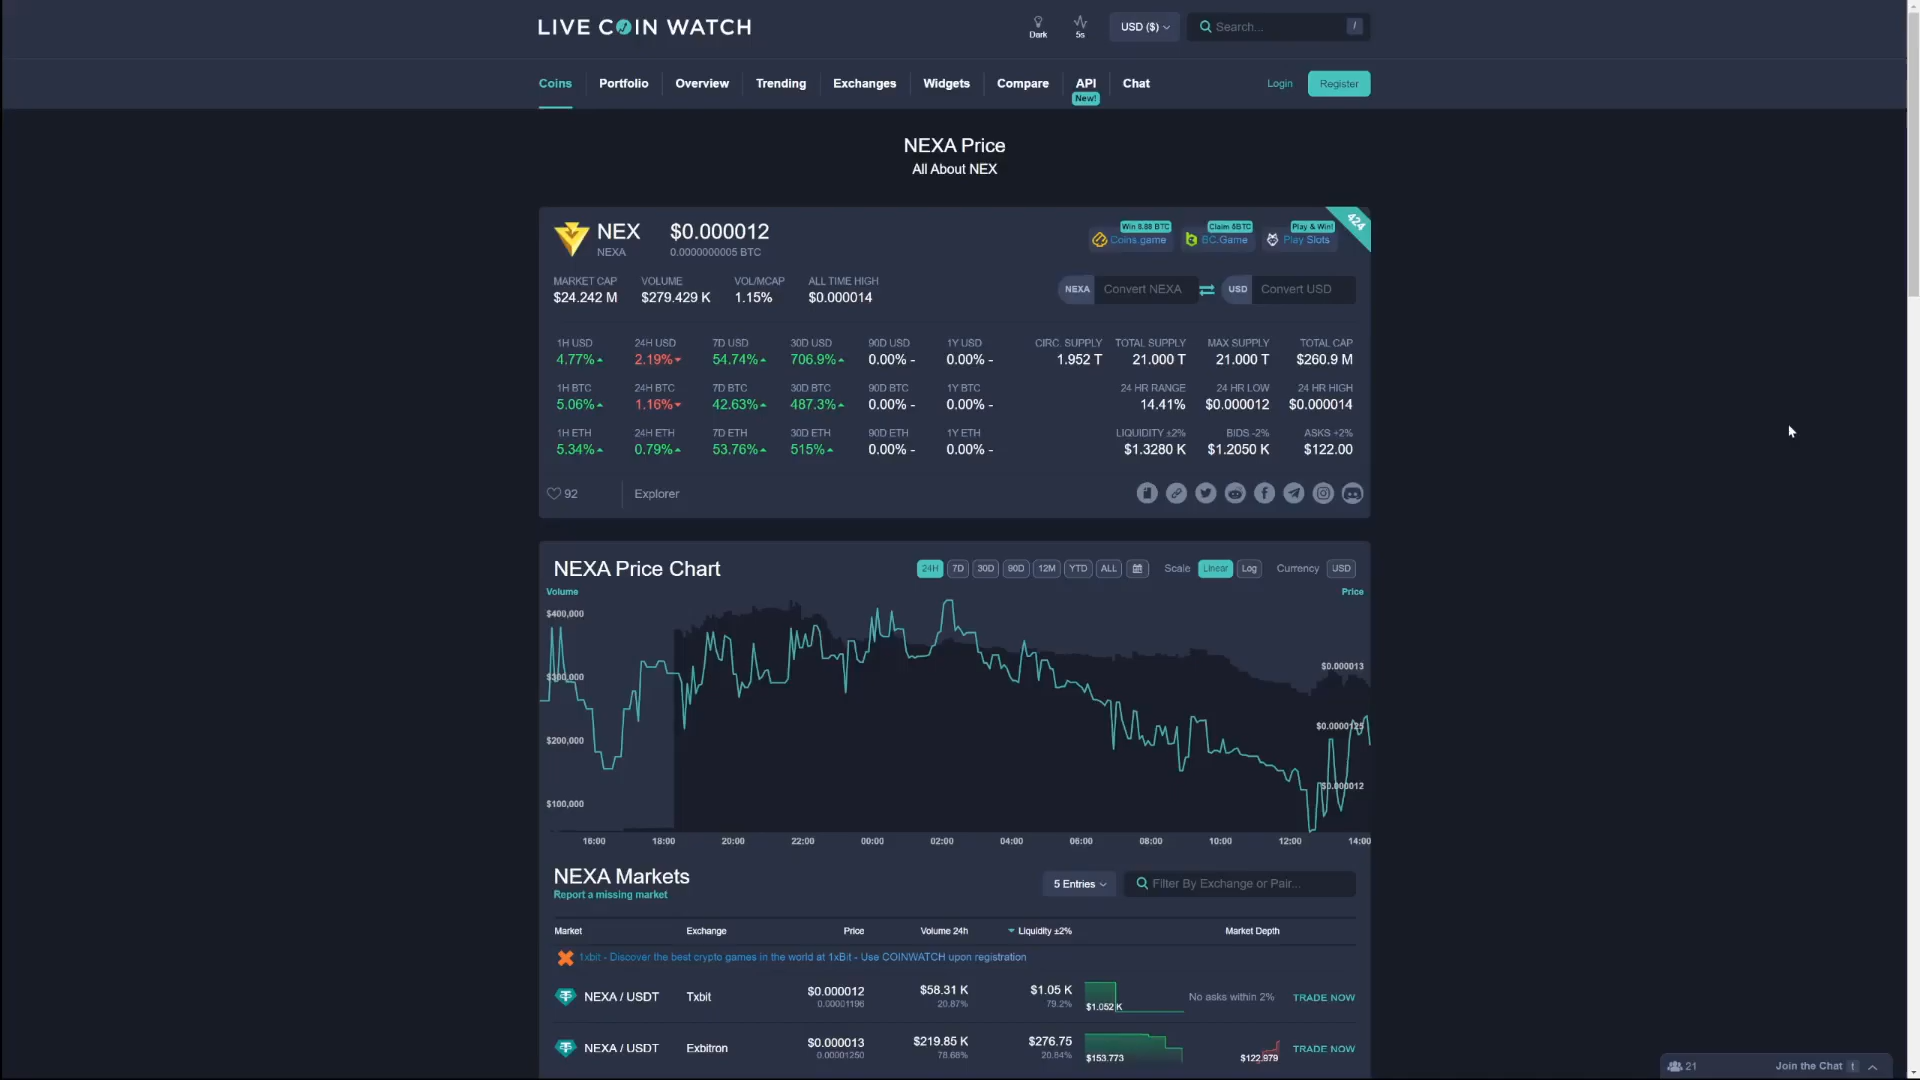 LIVE COIN WATCH
Dark
5s
USD ($)
Search...
/
Coins
Portfolio
Overview
Trending
Exchanges
Widgets
Compare
API
New!
Chat
Login
Register
NEXA Price
All About NEX
NEX
NEXA
$0.000012
0.0000000005 BTC
Win 8.88 BTC
Coins.game
Claim 5BTC
BC.Game
Play & Win!
Play Slots
424
MARKET CAP VOLUME VOL/MCAP ALL TIME HIGH
$24.242 M $279.429 K 1.15% $0.000014
NEXA Convert NEXA USD Convert USD
1H USD 24H USD 7D USD 30D USD 90D USD 1Y USD CIRC. SUPPLY TOTAL SUPPLY MAX SUPPLY TOTAL CAP
4.77% 2.19% 54.74% 706.9% 0.00% - 0.00% - 1.952 T 21.000 T 21.000 T $260.9 M
1H BTC 24H BTC 7D BTC 30D BTC 90D BTC 1Y BTC 24 HR RANGE 24 HR LOW 24 HR HIGH
5.06% 1.16% 42.63% 487.3% 0.00% - 0.00% - 14.41% $0.000012 $0.000014
1H ETH 24H ETH 7D ETH 30D ETH 90D ETH 1Y ETH LIQUIDITY ±2% BIDS -2% ASKS +2%
5.34% 0.79% 53.76% 515% 0.00% - 0.00% - $1.3280 K $1.2050 K $122.00
92
Explorer
NEXA Price Chart
24H 7D 30D 90D 12M YTD ALL
Scale Linear Log
Currency USD
Volume
Price
$400,000
$300,000
$200,000
$100,000
$0.000013
$0.0000125
$0.000012
16:00 18:00 20:00 22:00 00:00 02:00 04:00 06:00 08:00 10:00 12:00 14:00
NEXA Markets
Report a missing market
5 Entries
Filter By Exchange or Pair...
Market Exchange Price Volume 24h Liquidity ±2% Market Depth
1xbit - Discover the best crypto games in the world at 1xBit - Use COINWATCH upon registration
NEXA / USDT Txbit $0.000012 $58.31 K $1.05 K No asks within 2% TRADE NOW
0.00001196 20.87% 79.2% $1.052 K
NEXA / USDT Exbitron $0.000013 $219.85 K $276.75 TRADE NOW
0.00001250 78.68% 20.84% $153.773 $122.979
21
Join the Chat